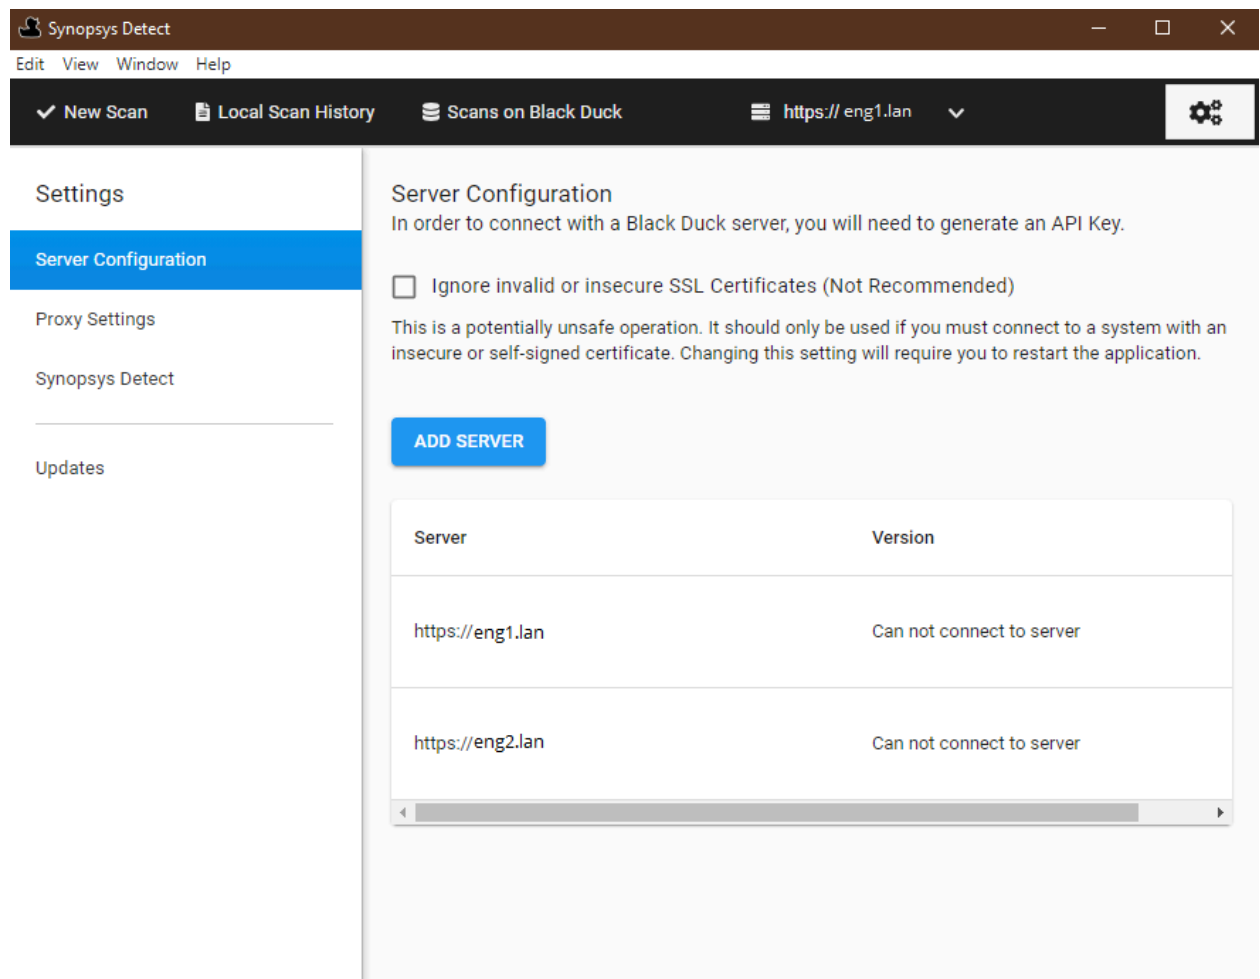 Synopsys Detect
Edit View Window Help
New Scan Local Scan History Scans on Black Duck https:// eng1.lan
Settings
Server Configuration
Proxy Settings
Synopsys Detect
Updates
Server Configuration
In order to connect with a Black Duck server, you will need to generate an API Key.
Ignore invalid or insecure SSL Certificates (Not Recommended)
This is a potentially unsafe operation. It should only be used if you must connect to a system with an
insecure or self-signed certificate. Changing this setting will require you to restart the application.
ADD SERVER
Server Version
https://eng1.lan Can not connect to server
https://eng2.lan Can not connect to server